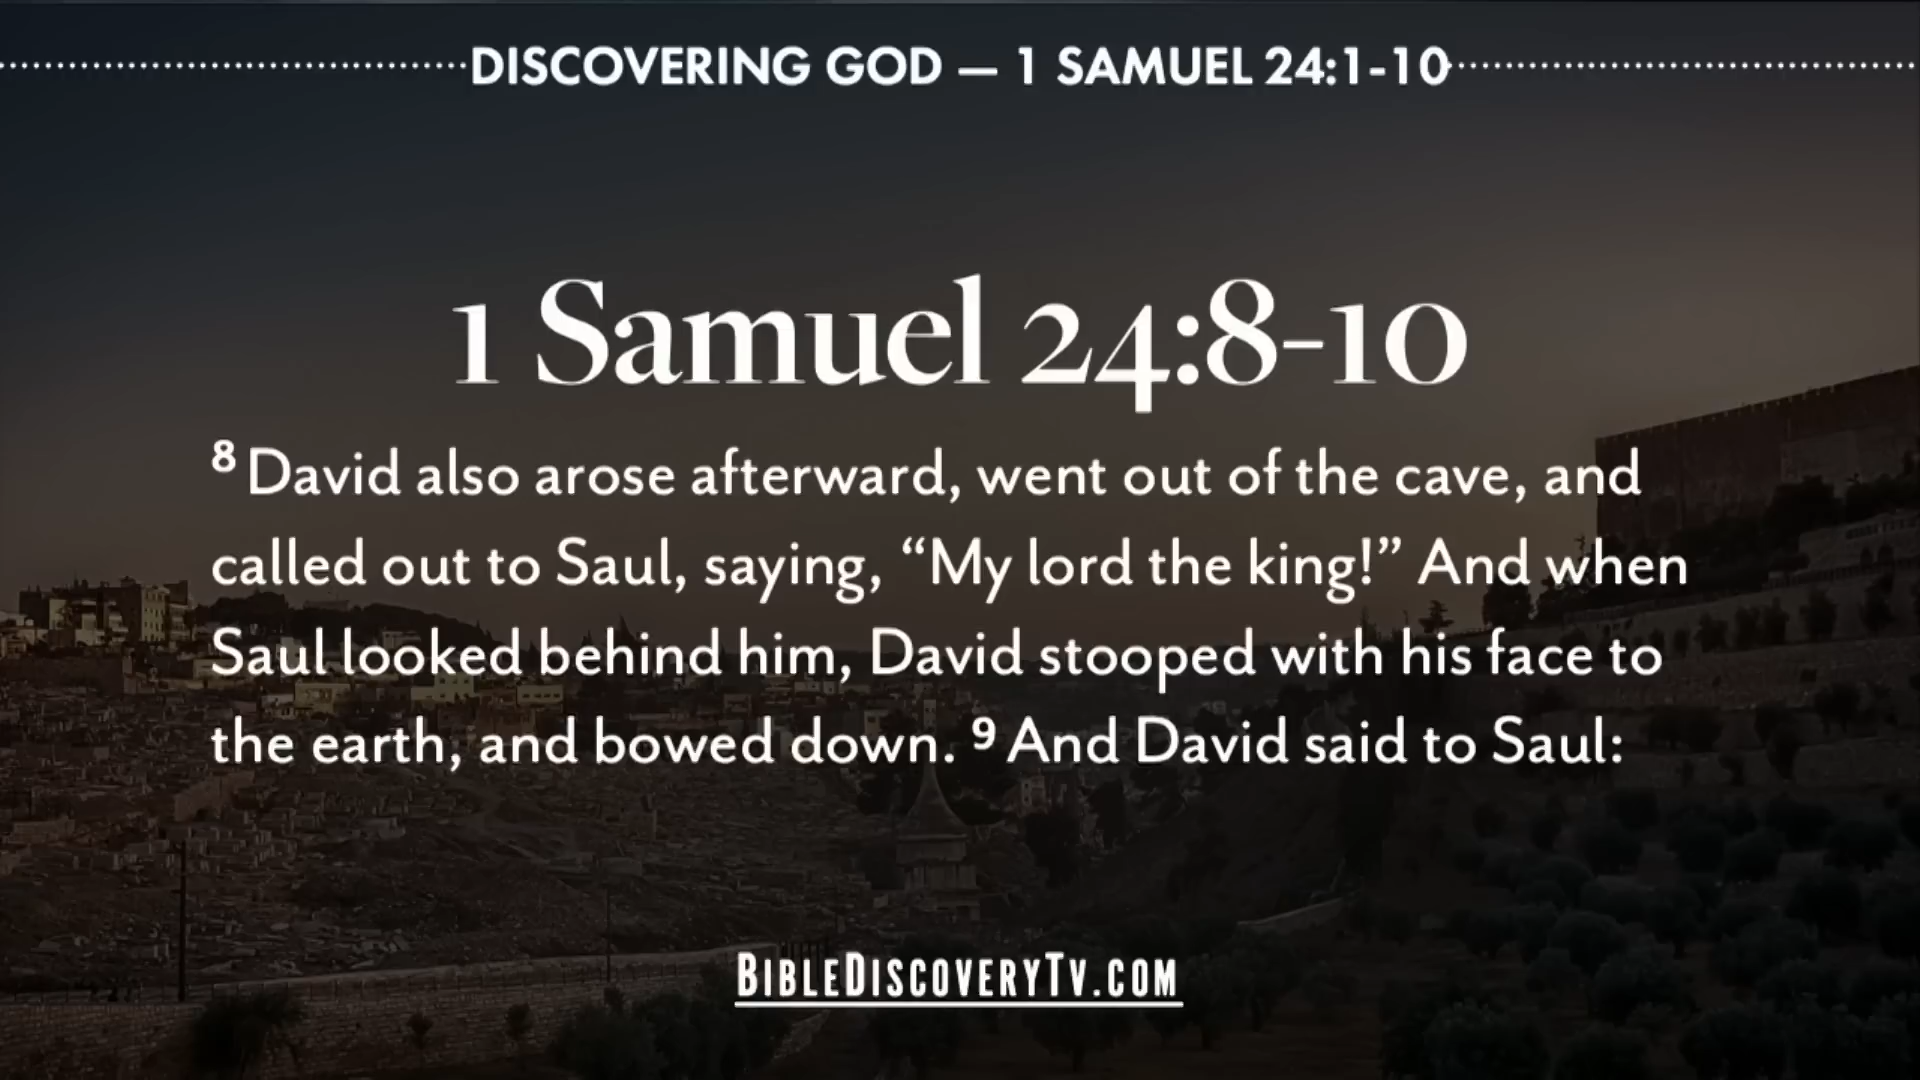 DISCOVERING GOD — 1 SAMUEL 24:1-10
1 Samuel 24:8-10
8 David also arose afterward, went out of the cave, and
called out to Saul, saying, “My lord the king!” And when
Saul looked behind him, David stooped with his face to
the earth, and bowed down. 9 And David said to Saul:
BIBLEDISCOVERYTV.COM